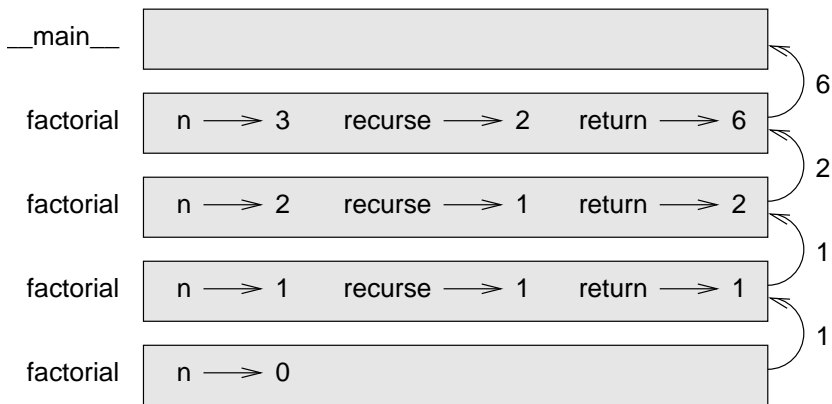 __main__
6
factorial n 3 recurse 2 return 6
2
factorial n 2 recurse 1 return 2
1
factorial n 1 recurse 1 return 1
1
factorial n 0